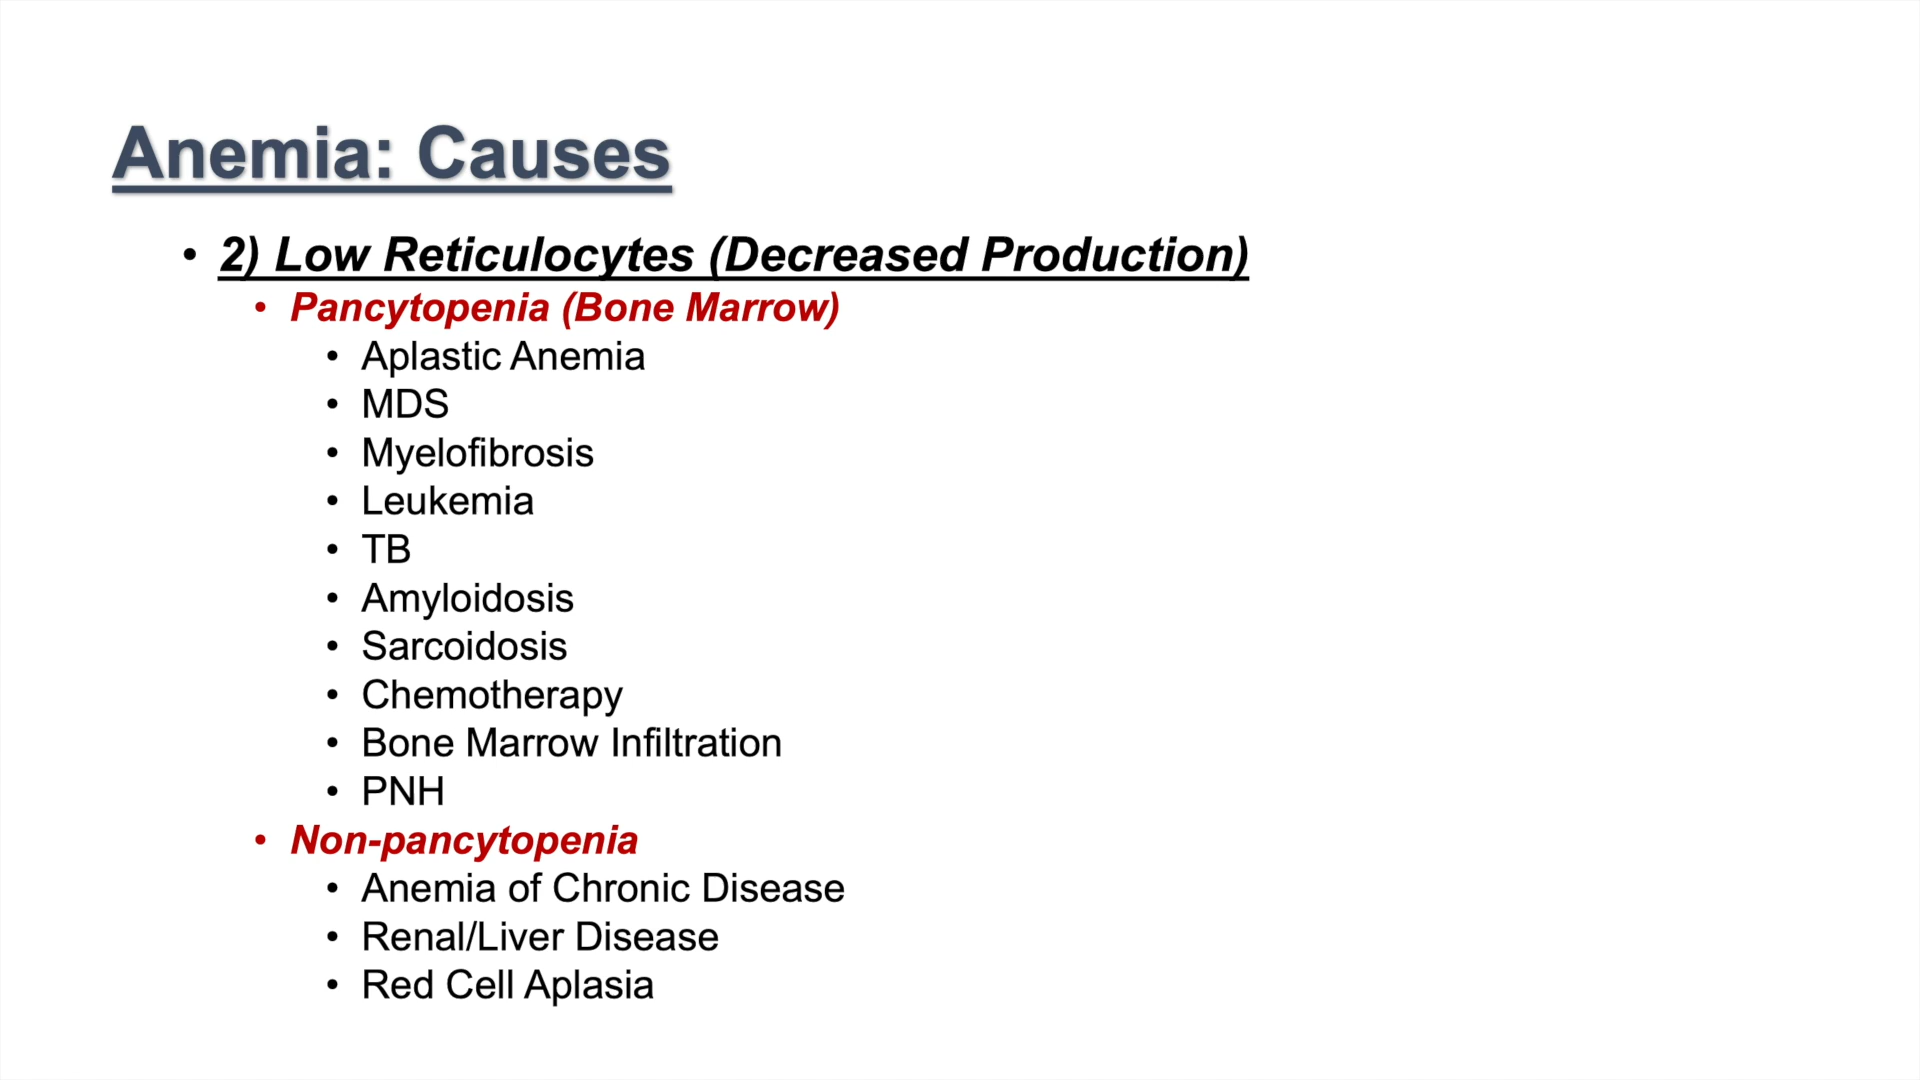 Anemia: Causes
• 2) Low Reticulocytes (Decreased Production)
• Pancytopenia (Bone Marrow)
• Aplastic Anemia
• MDS
• Myelofibrosis
• Leukemia
• TB
• Amyloidosis
• Sarcoidosis
• Chemotherapy
• Bone Marrow Infiltration
• PNH
• Non-pancytopenia
• Anemia of Chronic Disease
• Renal/Liver Disease
• Red Cell Aplasia